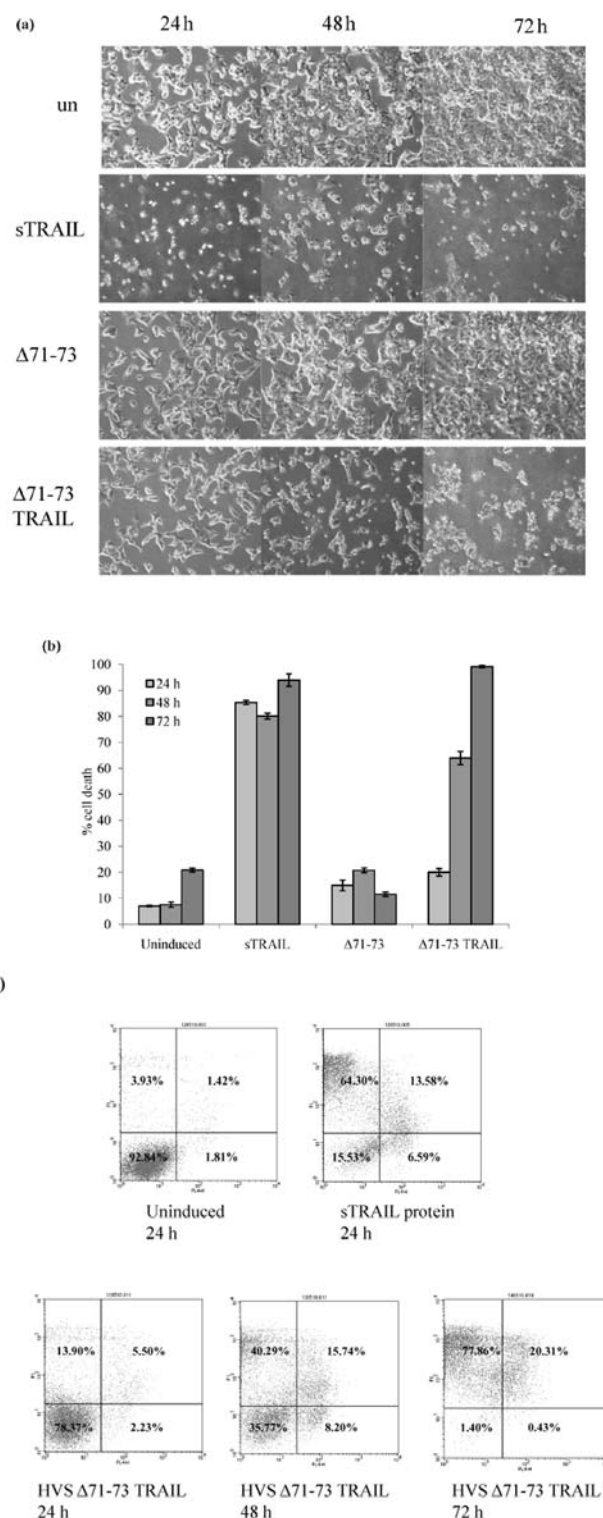 (a) 24 h 48 h 72 h
un
sTRAIL
Δ71-73
Δ71-73
TRAIL
(b)
100
90
80
70
60
50
40
30
20
10
0
% cell death
24 h
48 h
72 h
Uninduced sTRAIL Δ71-73 Δ71-73 TRAIL
)
3.93% 1.42%
92.84% 1.81%
Uninduced
24 h
64.30% 13.58%
15.53% 6.59%
sTRAIL protein
24 h
13.90% 5.50%
78.37% 2.23%
HVS Δ71-73 TRAIL
24 h
40.29% 15.74%
35.77% 8.20%
HVS Δ71-73 TRAIL
48 h
77.86% 20.31%
1.40% 0.43%
HVS Δ71-73 TRAIL
72 h